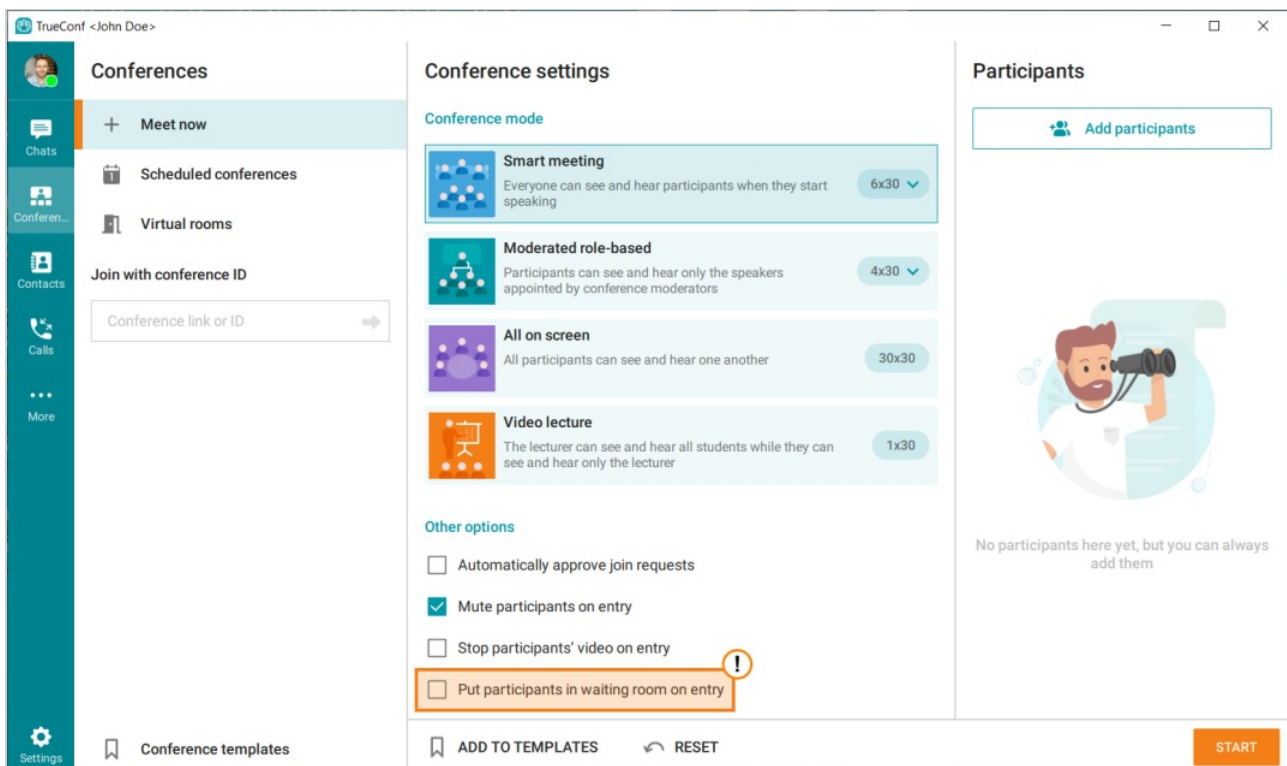 TrueConf <John Doe>
Chats
Conferen...
Contacts
Calls
More
Settings
Conferences
Meet now
1
Scheduled conferences
Virtual rooms
Join with conference ID
Conference link or ID
Conference templates
Conference settings
Conference mode
Smart meeting
Everyone can see and hear participants when they start
speaking
6x30
Moderated role-based
Participants can see and hear only the speakers
appointed by conference moderators
4x30
All on screen
All participants can see and hear one another
30x30
Video lecture
The lecturer can see and hear all students while they can
see and hear only the lecturer
1x30
Other options
Automatically approve join requests
Mute participants on entry
Stop participants’ video on entry
!
Put participants in waiting room on entry
ADD TO TEMPLATES
RESET
Participants
Add participants
No participants here yet, but you can always
add them
START